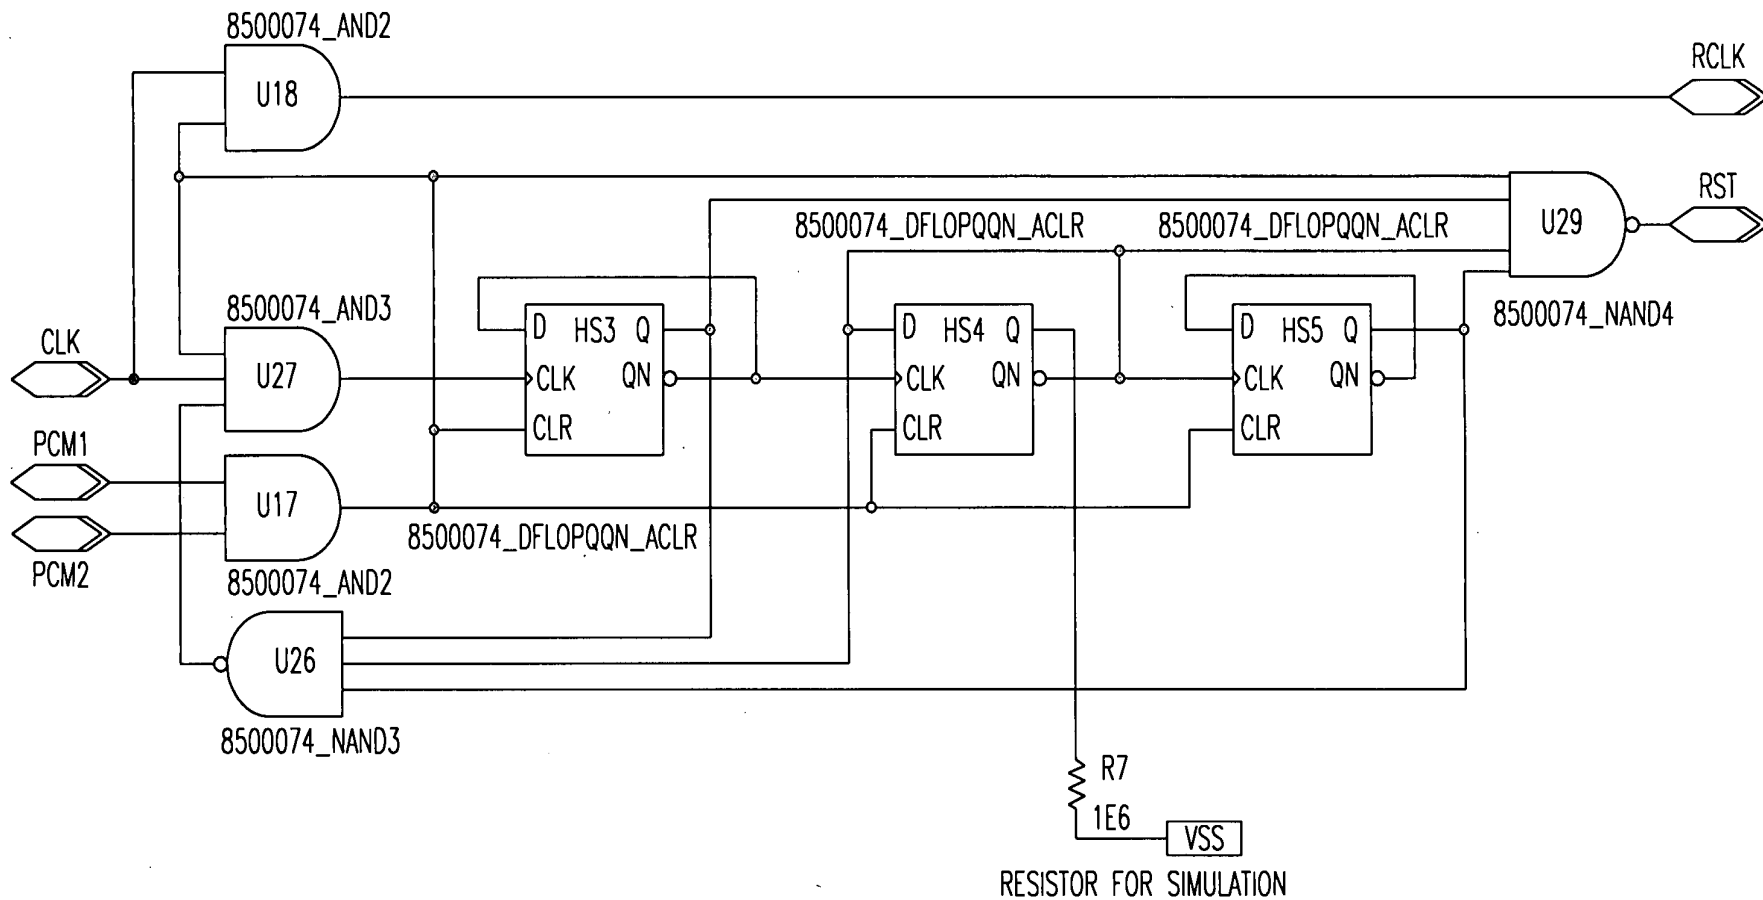 8500074_AND2
U18
RCLK
RST
8500074_DFLOPQQN_ACLR
8500074_DFLOPQQN_ACLR
U29
8500074_NAND4
8500074_AND3
CLK
U27
D HS3 Q
CLK QN
CLR
D HS4 Q
CLK QN
CLR
D HS5 Q
CLK QN
CLR
PCM1
U17
PCM2
8500074_DFLOPQQN_ACLR
8500074_AND2
U26
8500074_NAND3
R7
1E6
VSS
RESISTOR FOR SIMULATION